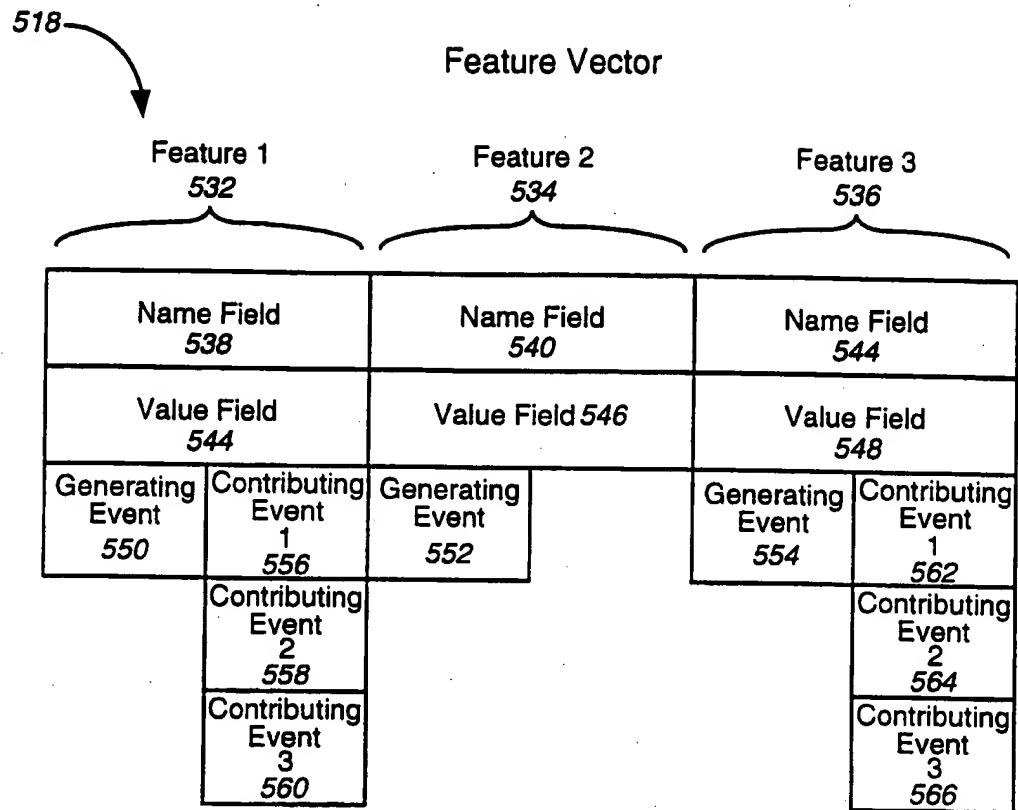 518
Feature Vector
Feature 1
532
Feature 2
534
Feature 3
536
Name Field
538
Name Field
540
Name Field
544
Value Field
544
Value Field 546
Value Field
548
Generating
Event
550
Contributing
Event
1
556
Generating
Event
552
Generating
Event
554
Contributing
Event
1
562
Contributing
Event
2
558
Contributing
Event
2
564
Contributing
Event
3
560
Contributing
Event
3
566